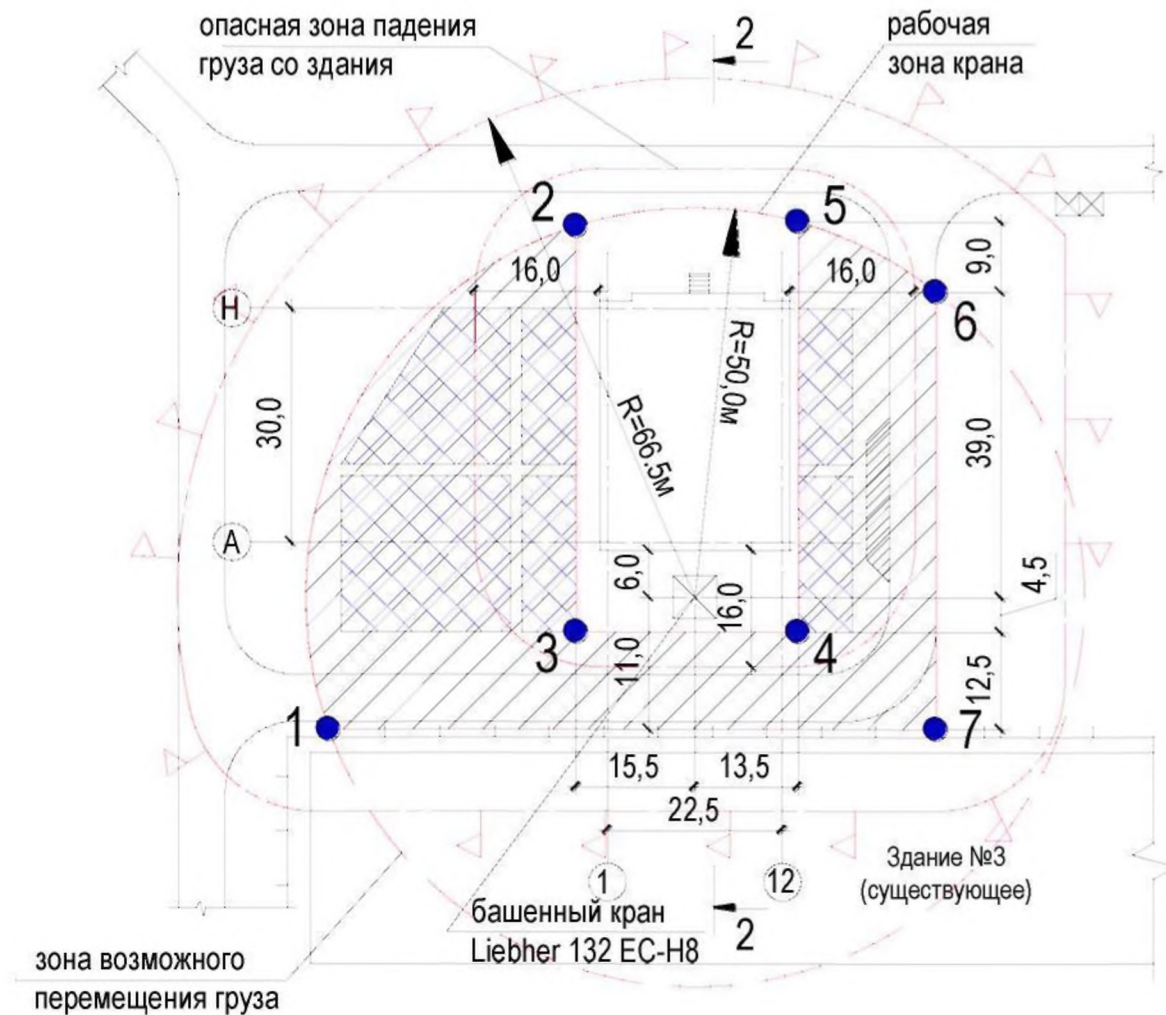 опасная зона падения
груза со здания
2
рабочая
зона крана
2
5
16,0
16,0
9,0
Н
6
R=50,0м
30,0
R=66.5м
39,0
А
6,0
16,0
4,5
3
11,0
4
12,5
1
7
15,5
13,5
22,5
Здание №3
(существующее)
1
12
башенный кран
Liebher 132 EC-H8
2
зона возможного
перемещения груза